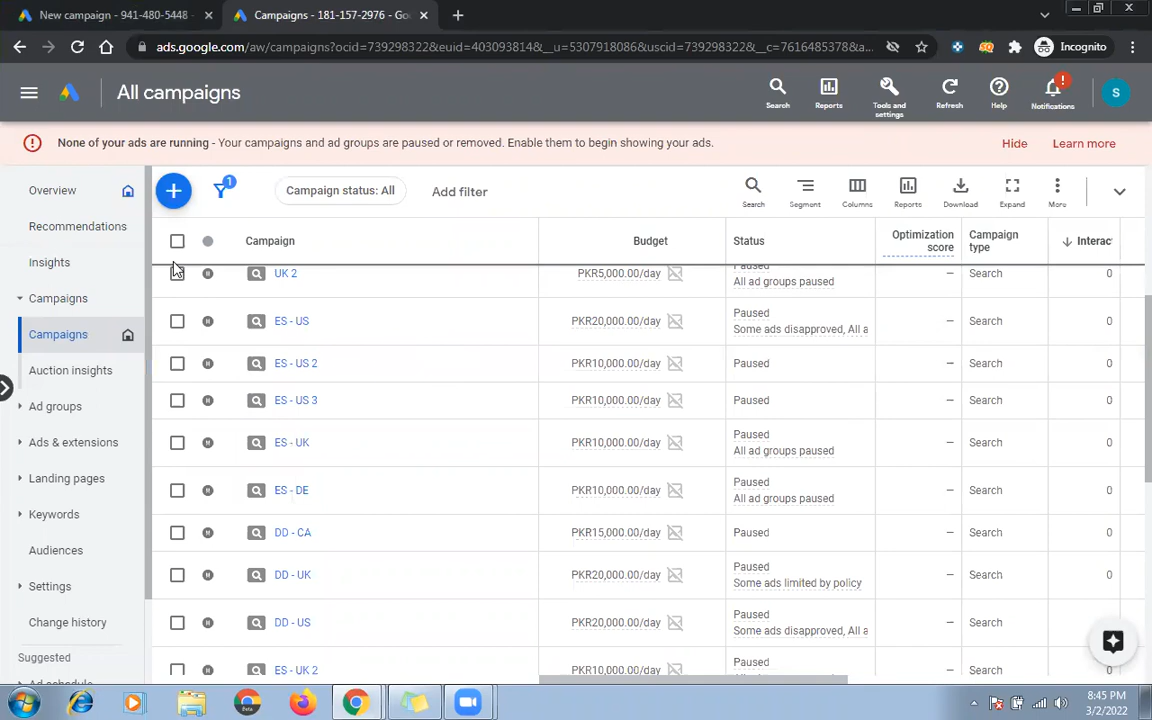 New campaign - 941-480-5448 -
Campaigns - 181-157-2976 - Go
ads.google.com/aw/campaigns?ocid=739298322&euid=403093814&__u=5307918086&uscid=739298322&__c=7616485378&a...
Incognito
All campaigns
Search
Reports
Tools and settings
Refresh
Help
!
Notifications
S
None of your ads are running - Your campaigns and ad groups are paused or removed. Enable them to begin showing your ads.
Hide
Learn more
Overview
Recommendations
Insights
Campaigns
Campaigns
Auction insights
Ad groups
Ads & extensions
Landing pages
Keywords
Audiences
Settings
Change history
Suggested
1
Campaign status: All
Add filter
Search
Segment
Columns
Reports
Download
Expand
More
Campaign
Budget
Status
Optimization score
Campaign type
Interac
UK 2
PKR5,000.00/day
Paused
All ad groups paused
–
Search
0
ES - US
PKR20,000.00/day
Paused
Some ads disapproved, All a
–
Search
0
ES - US 2
PKR10,000.00/day
Paused
–
Search
0
ES - US 3
PKR10,000.00/day
Paused
–
Search
0
ES - UK
PKR10,000.00/day
Paused
All ad groups paused
–
Search
0
ES - DE
PKR10,000.00/day
Paused
All ad groups paused
–
Search
0
DD - CA
PKR15,000.00/day
Paused
–
Search
0
DD - UK
PKR20,000.00/day
Paused
Some ads limited by policy
–
Search
0
DD - US
PKR20,000.00/day
Paused
Some ads disapproved, All a
–
Search
0
ES - UK 2
PKR10,000.00/day
Paused
–
Search
0
8:45 PM
3/2/2022